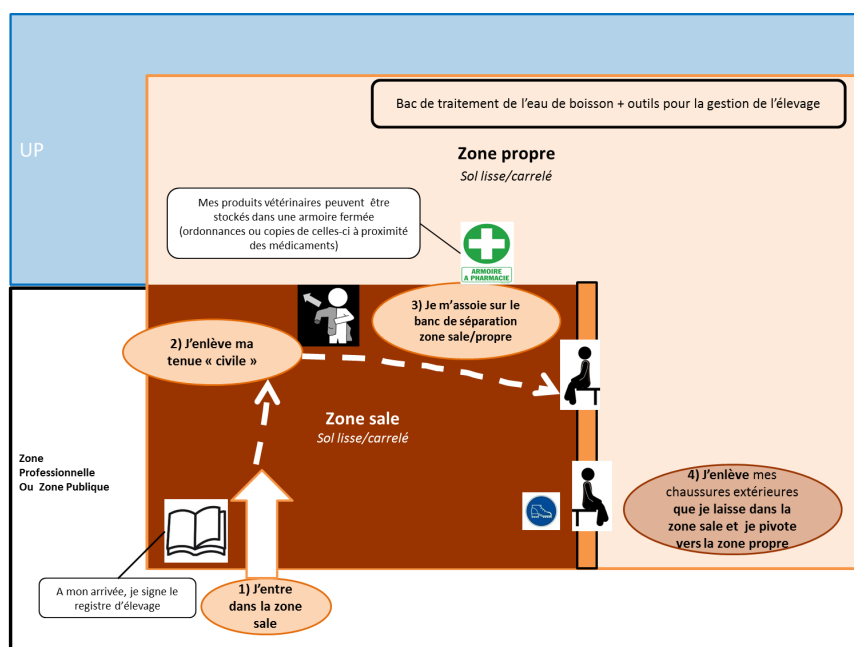 Bac de traitement de l'eau de boisson + outils pour la gestion de l'élevage
UP
Zone propre
Sol lisse/carrelé
Mes produits vétérinaires peuvent être
stockés dans une armoire fermée
(ordonnances ou copies de celles-ci à proximité
des médicaments)
ARMOIRE
A PHARMACIE
3) Je m'assoie sur le
banc de séparation
zone sale/propre
2) J'enlève ma
tenue « civile »
Zone sale
Sol lisse/carrelé
Zone
Professionnelle
Ou Zone Publique
4) J'enlève mes
chaussures extérieures
que je laisse dans la
zone sale et je pivote
vers la zone propre
A mon arrivée, je signe le
registre d'élevage
1) J'entre
dans la zone
sale